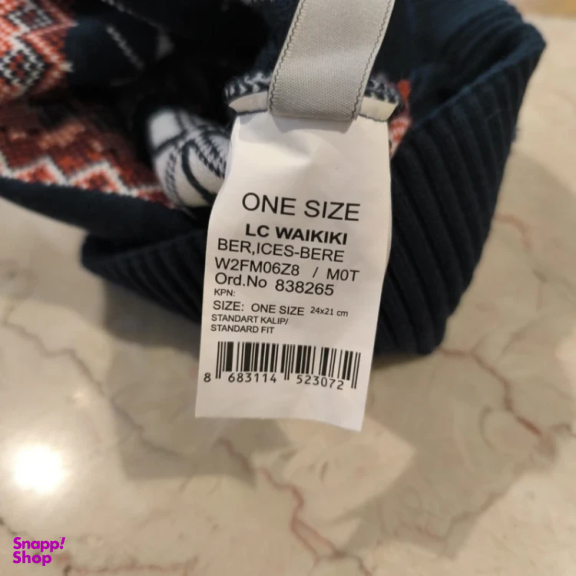 ONE SIZE
LC WAIKIKI
BER,ICES-BERE
W2FM06Z8 / M0T
Ord.No 838265
KPN:
SIZE: ONE SIZE 24x21 cm
STANDART KALIP/
STANDARD FIT
8 683114 523072
Snapp!
Shop